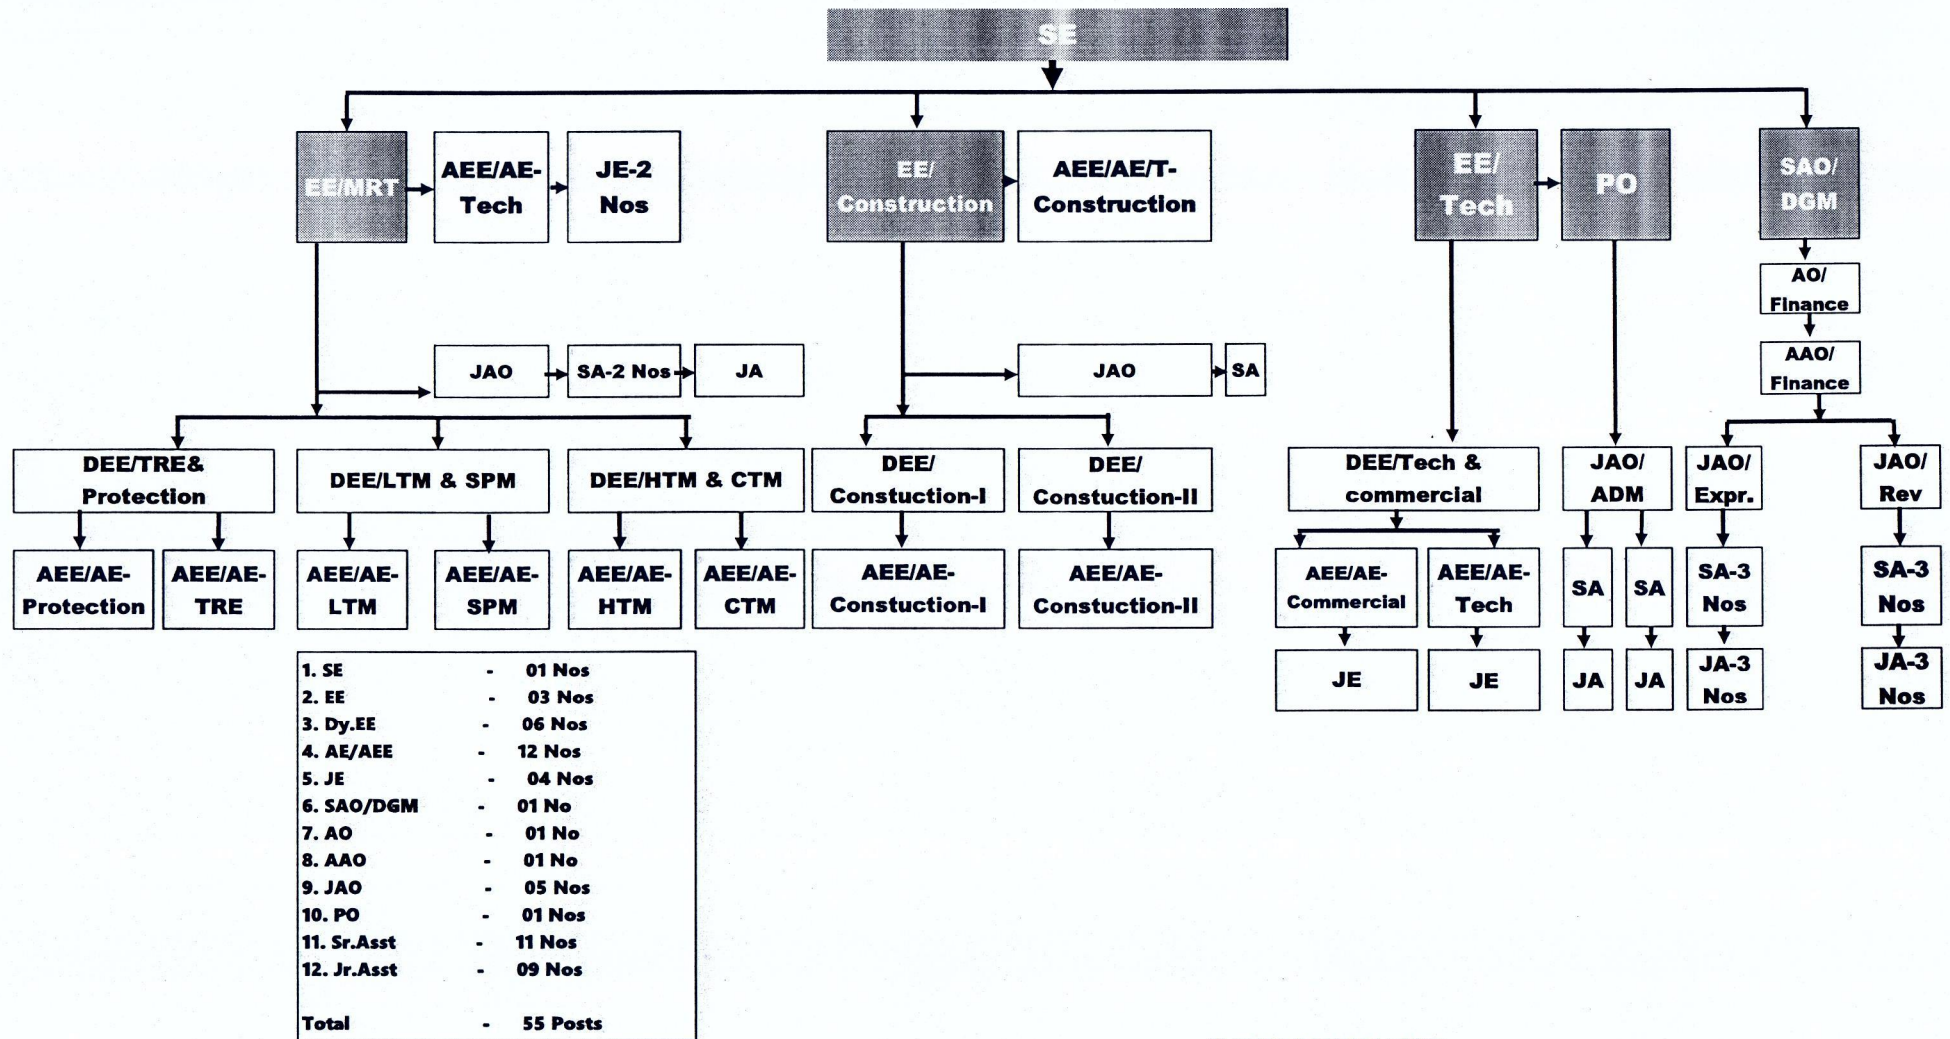 SE
EE/MRT
AEE/AE-
Tech
JE-2
Nos
EE/
Construction
AEE/AE/T-
Construction
EE/
Tech
PO
SAO/
DGM
AO/
Finance
AAO/
Finance
JAO
SA-2 Nos
JA
JAO
SA
DEE/TRE&
Protection
DEE/LTM & SPM
DEE/HTM & CTM
DEE/
Constuction-I
DEE/
Constuction-II
DEE/Tech &
commercial
JAO/
ADM
JAO/
Expr.
JAO/
Rev
AEE/AE-
Protection
AEE/AE-
TRE
AEE/AE-
LTM
AEE/AE-
SPM
AEE/AE-
HTM
AEE/AE-
CTM
AEE/AE-
Constuction-I
AEE/AE-
Constuction-II
AEE/AE-
Commercial
AEE/AE-
Tech
SA
SA
SA-3
Nos
SA-3
Nos
JE
JE
JA
JA
JA-3
Nos
JA-3
Nos
1. SE - 01 Nos
2. EE - 03 Nos
3. Dy.EE - 06 Nos
4. AE/AEE - 12 Nos
5. JE - 04 Nos
6. SAO/DGM - 01 No
7. AO - 01 No
8. AAO - 01 No
9. JAO - 05 Nos
10. PO - 01 Nos
11. Sr.Asst - 11 Nos
12. Jr.Asst - 09 Nos
Total - 55 Posts